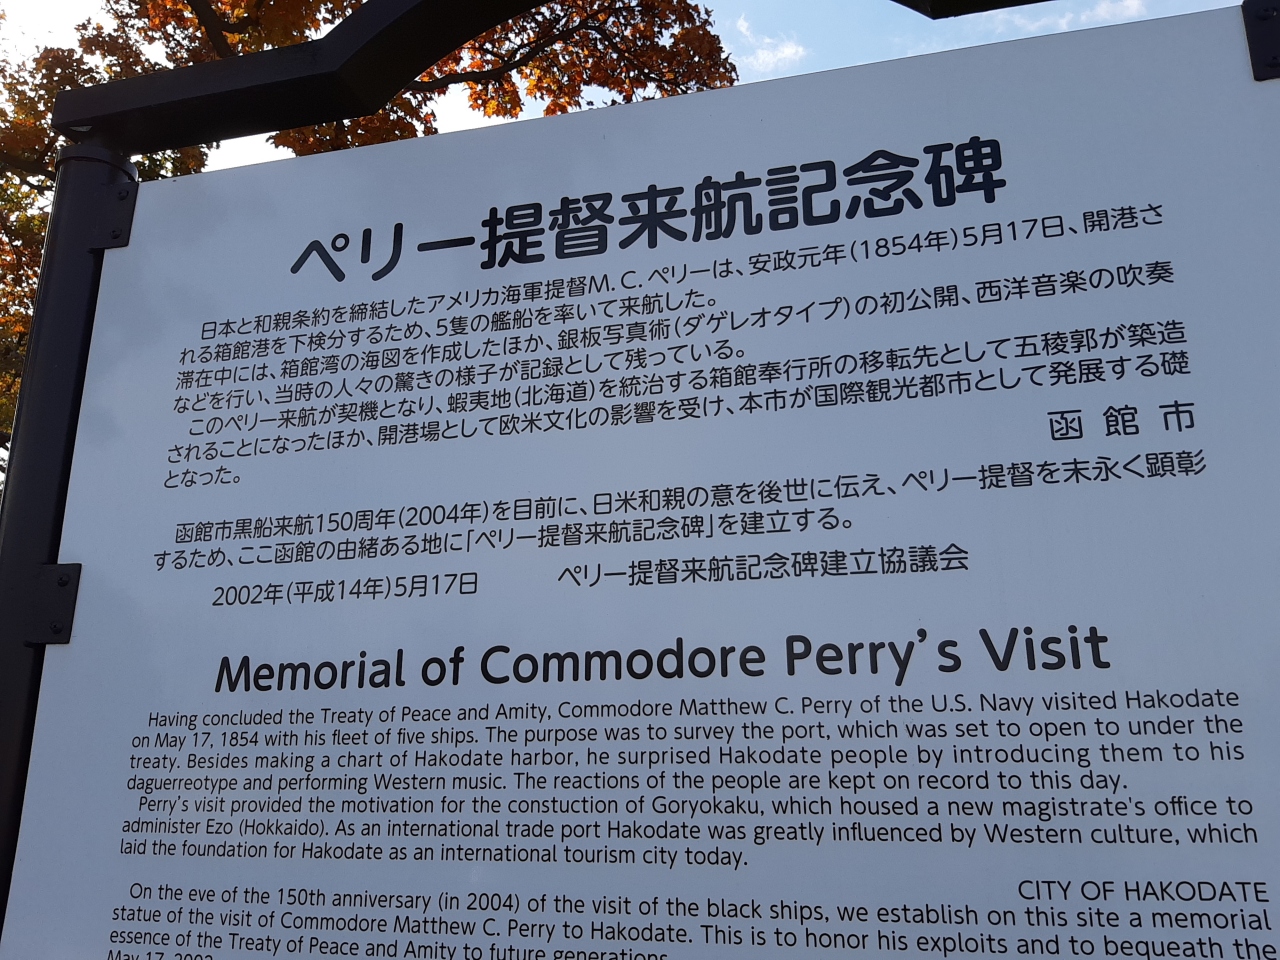 ペリー提督来航記念碑
日本と和親条約を締結したアメリカ海軍提督M.C.ペリーは、安政元年(1854年)5月17日、開港さ
れる箱館港を下検分するため、5隻の艦船を率いて来航した。
滞在中には、箱館湾の海図を作成したほか、銀板写真術(ダゲレオタイプ)の初公開、西洋音楽の吹奏
などを行い、当時の人々の驚きの様子が記録として残っている。
このペリー来航が契機となり、蝦夷地(北海道)を統治する箱館奉行所の移転先として五稜郭が築造
されることになったほか、開港場として欧米文化の影響を受け、本市が国際観光都市として発展する礎
となった。
函館市
函館市黒船来航150周年(2004年)を目前に、日米和親の意を後世に伝え、ペリー提督を末永く顕彰
するため、ここ函館の由緒ある地に「ペリー提督来航記念碑」を建立する。
2002年(平成14年)5月17日 ペリー提督来航記念碑建立協議会
Memorial of Commodore Perry's Visit
Having concluded the Treaty of Peace and Amity, Commodore Matthew C. Perry of the U.S. Navy visited Hakodate
on May 17, 1854 with his fleet of five ships. The purpose was to survey the port, which was set to open to under the
treaty. Besides making a chart of Hakodate harbor, he surprised Hakodate people by introducing them to his
daguerreotype and performing Western music. The reactions of the people are kept on record to this day.
Perry's visit provided the motivation for the constuction of Goryokaku, which housed a new magistrate's office to
administer Ezo (Hokkaido). As an international trade port Hakodate was greatly influenced by Western culture, which
laid the foundation for Hakodate as an international tourism city today.
CITY OF HAKODATE
On the eve of the 150th anniversary (in 2004) of the visit of the black ships, we establish on this site a memorial
statue of the visit of Commodore Matthew C. Perry to Hakodate. This is to honor his exploits and to bequeath the
essence of the Treaty of Peace and Amity to future generations.
May 17, 2002